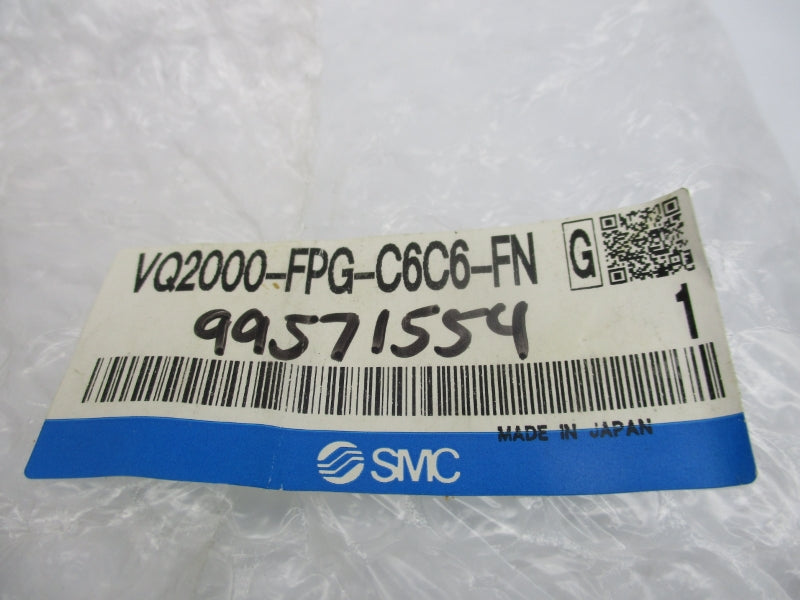 VQ2000-FPG-C6C6-FN G
99571554
1
MADE IN JAPAN
SMC